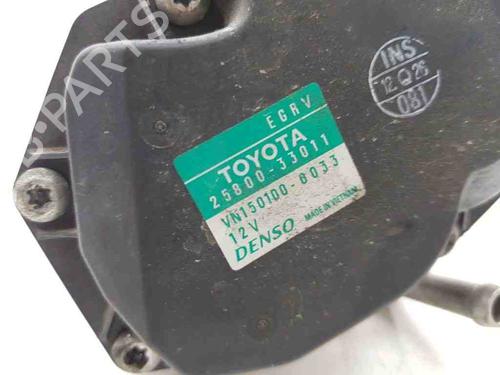 EGRV
TOYOTA
25800-33011
VN150100-0033
12V
DENSO MADE IN VIETNAM
INS
12 Q 26
081
PARTS